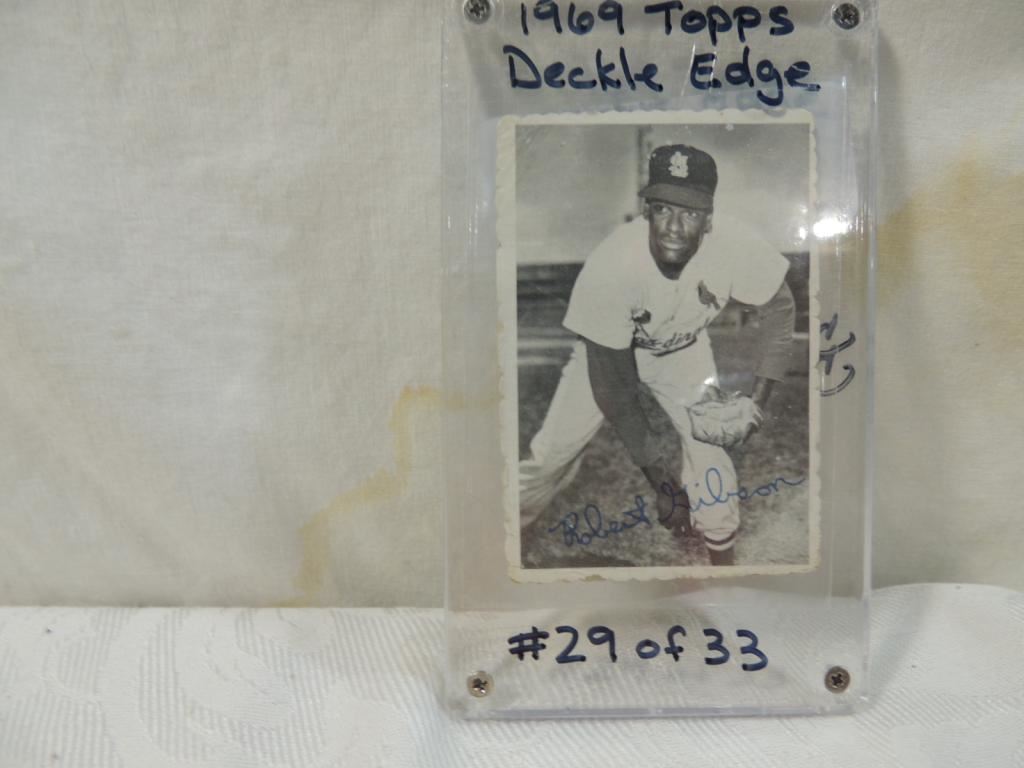 1969 Topps
Deckle Edge
Robert Gibson
#29 of 33